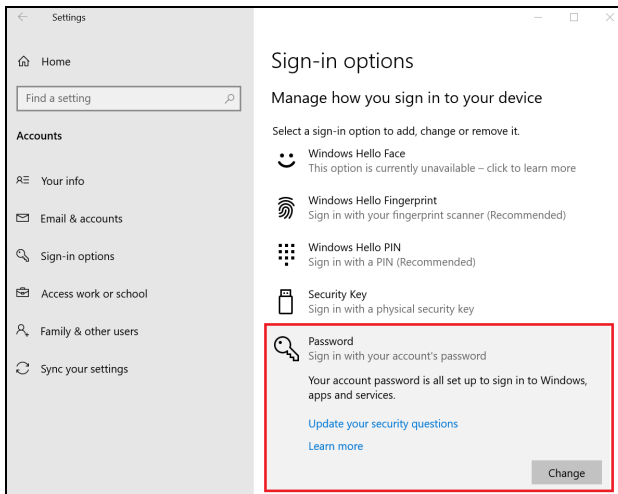 Settings
Home
Find a setting
Accounts
Your info
Email & accounts
Sign-in options
Access work or school
Family & other users
Sync your settings
Sign-in options
Manage how you sign in to your device
Select a sign-in option to add, change or remove it.
Windows Hello Face
This option is currently unavailable – click to learn more
Windows Hello Fingerprint
Sign in with your fingerprint scanner (Recommended)
Windows Hello PIN
Sign in with a PIN (Recommended)
Security Key
Sign in with a physical security key
Password
Sign in with your account's password
Your account password is all set up to sign in to Windows,
apps and services.
Update your security questions
Learn more
Change